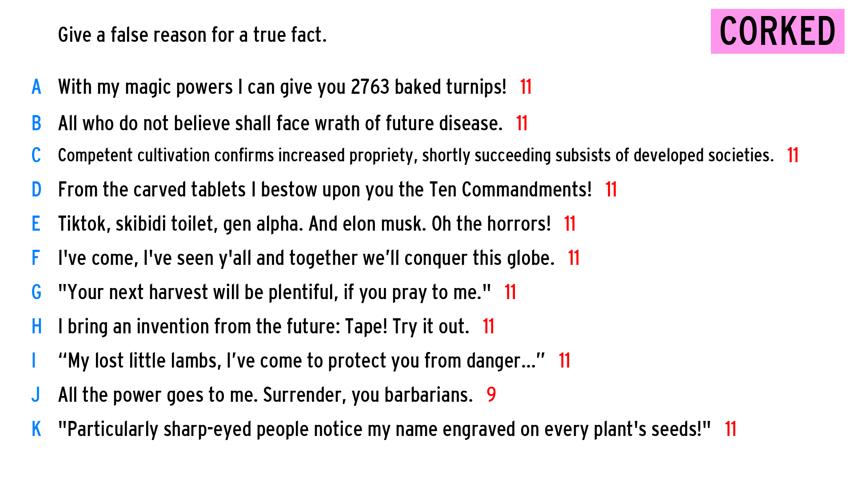 Give a false reason for a true fact.
CORKED
A With my magic powers I can give you 2763 baked turnips! 11
B All who do not believe shall face wrath of future disease. 11
C Competent cultivation confirms increased propriety, shortly succeeding subsists of developed societies. 11
D From the carved tablets I bestow upon you the Ten Commandments! 11
E Tiktok, skibidi toilet, gen alpha. And elon musk. Oh the horrors! 11
F I've come, I've seen y'all and together we’ll conquer this globe. 11
G "Your next harvest will be plentiful, if you pray to me." 11
H I bring an invention from the future: Tape! Try it out. 11
I “My lost little lambs, I’ve come to protect you from danger...” 11
J All the power goes to me. Surrender, you barbarians. 9
K "Particularly sharp-eyed people notice my name engraved on every plant's seeds!" 11